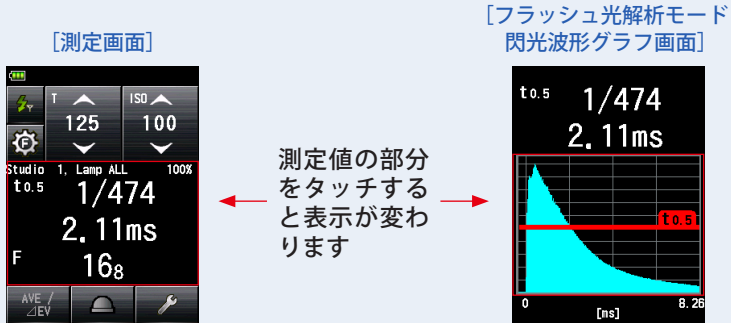 [測定画面]
T
125
ISO
100
Studio 1, Lamp ALL 100%
t0.5 1/474
2.11ms
F 168
AVE/
⊿EV
測定値の部分
をタッチする
と表示が変わ
ります
[フラッシュ光解析モード
閃光波形グラフ画面]
t0.5 1/474
2.11ms
t0.5
0 8.26
[ms]